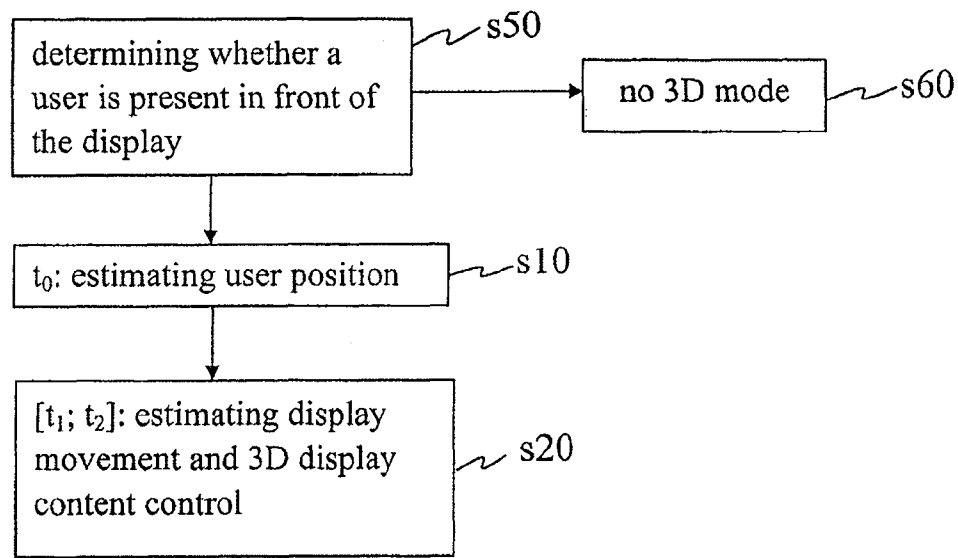 determining whether a
user is present in front of
the display
s50
no 3D mode
s60
t₀: estimating user position
s10
[t₁; t₂]: estimating display
movement and 3D display
content control
s20